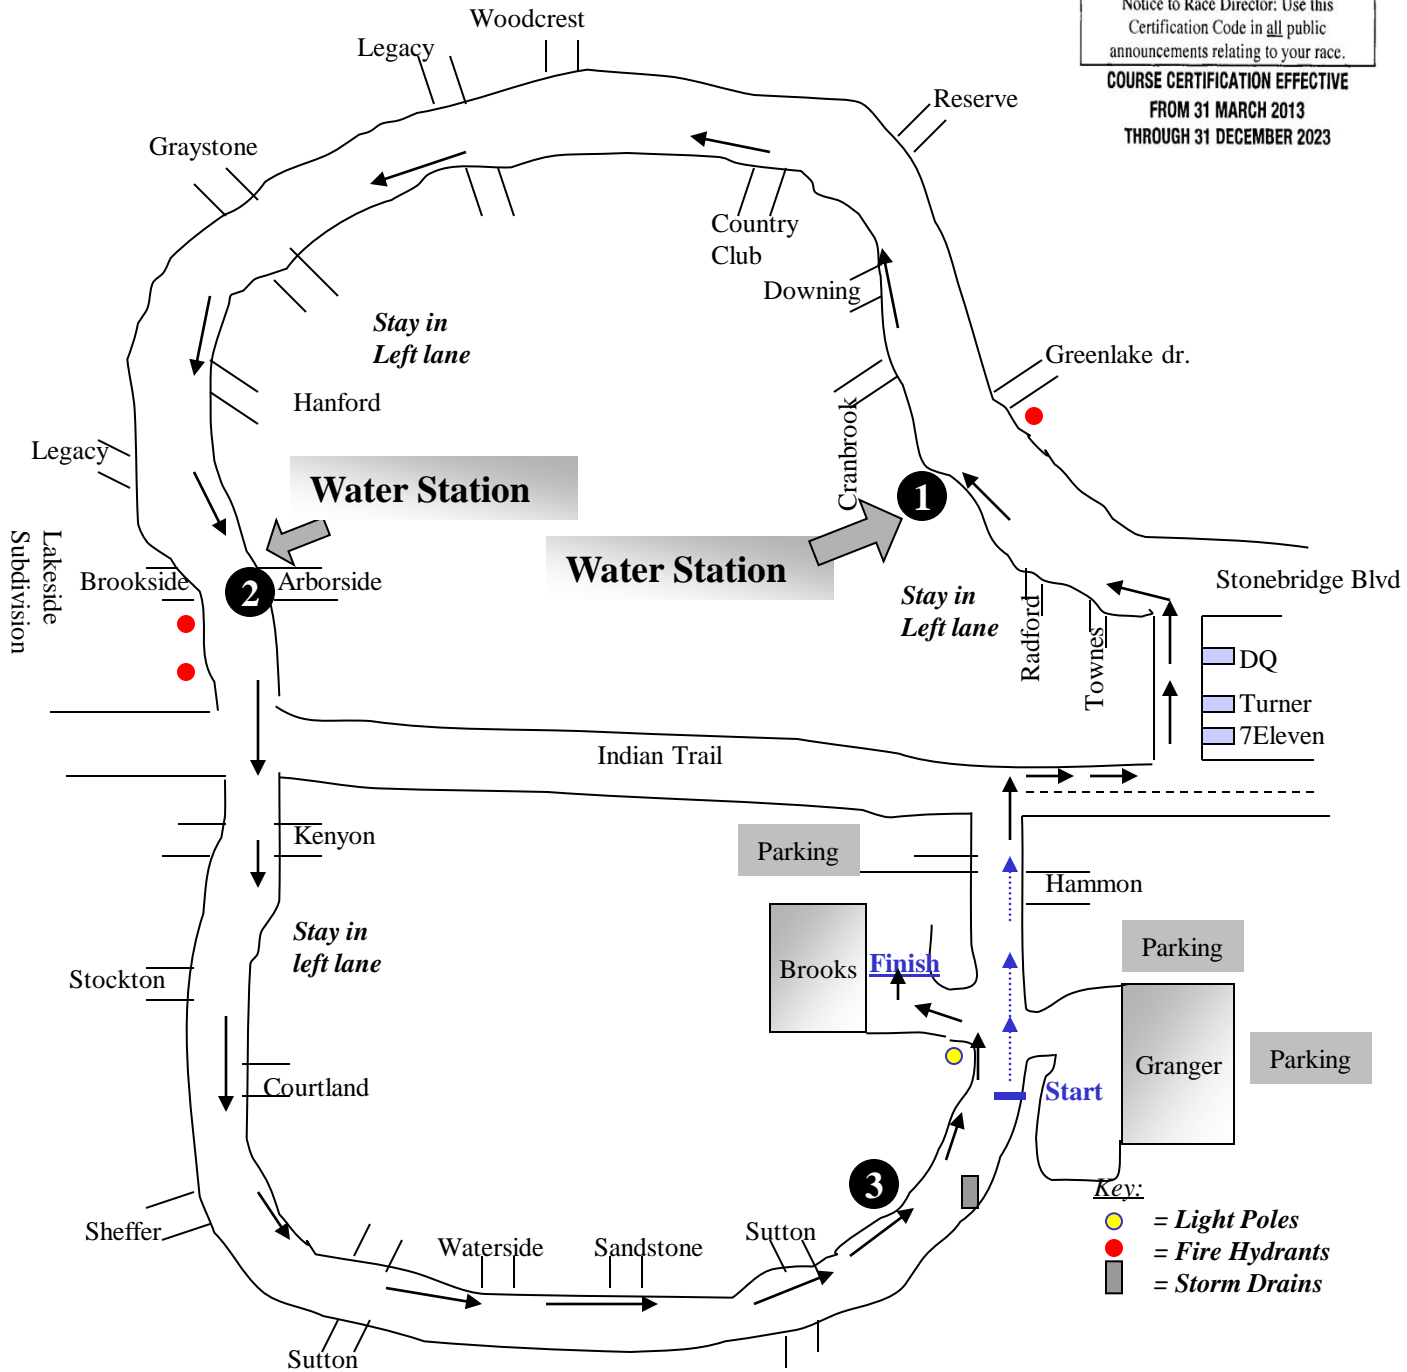 Notice to Race Director: Use this
Certification Code in all public
announcements relating to your race.
COURSE CERTIFICATION EFFECTIVE
FROM 31 MARCH 2013
THROUGH 31 DECEMBER 2023
Woodcrest
Legacy
Reserve
Graystone
Country
Club
Downing
Stay in
Left lane
Greenlake dr.
Hanford
Cranbrook
Legacy
Water Station
1
Lakeside
Subdivision
Water Station
Brookside
2
Arborside
Stonebridge Blvd
Stay in
Left lane
Radford
Townes
DQ
Turner
7Eleven
Indian Trail
Kenyon
Parking
Hammon
Stay in
left lane
Parking
Brooks
Finish
Stockton
Granger
Parking
Courtland
Start
3
Key:
= Light Poles
= Fire Hydrants
= Storm Drains
Sheffer
Waterside
Sandstone
Sutton
Sutton